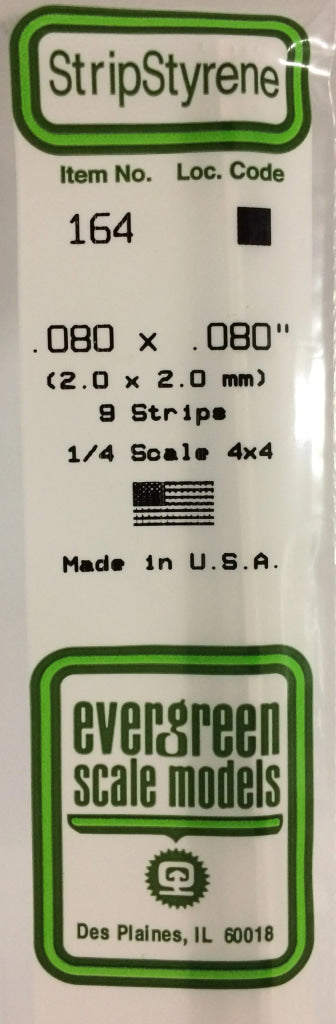 StripStyrene
Item No. Loc. Code
164
.080 x .080"
(2.0 x 2.0 mm)
9 Strips
1/4 Scale 4x4
Made in U.S.A.
evergreen
scale models
Des Plaines, IL 60018